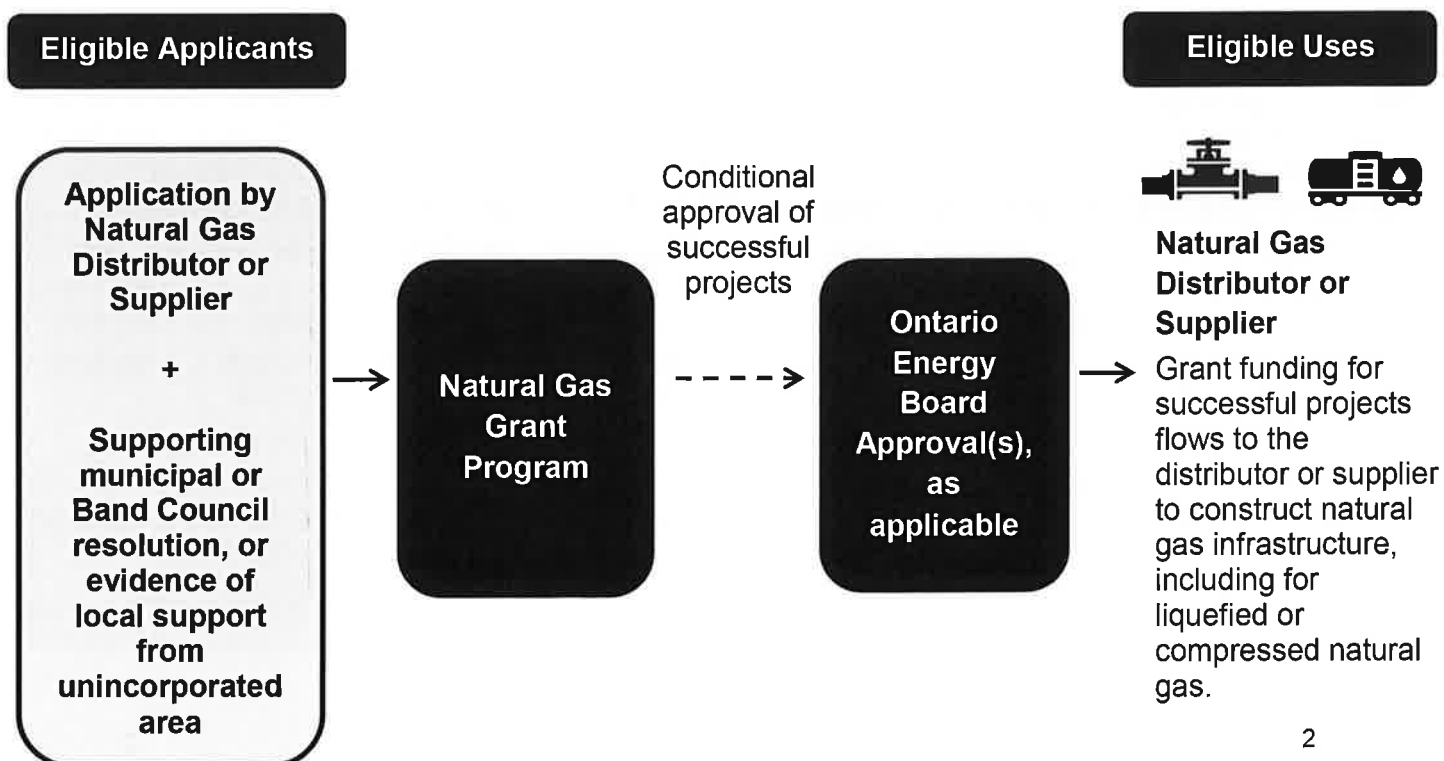 Eligible Applicants
Application by
Natural Gas
Distributor or
Supplier
+
Supporting
municipal or
Band Council
resolution, or
evidence of
local support
from
unincorporated
area
Natural Gas
Grant
Program
Conditional
approval of
successful
projects
Ontario
Energy
Board
Approval(s),
as
applicable
Eligible Uses
Natural Gas
Distributor or
Supplier
Grant funding for
successful projects
flows to the
distributor or supplier
to construct natural
gas infrastructure,
including for
liquefied or
compressed natural
gas.
2